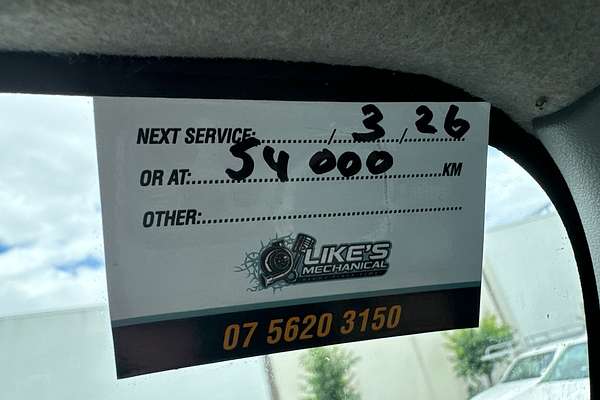 NEXT SERVICE:............/...3.../...26...
OR AT:......54 000......KM
OTHER:............
LIKE'S
MECHANICAL
07 5620 3150